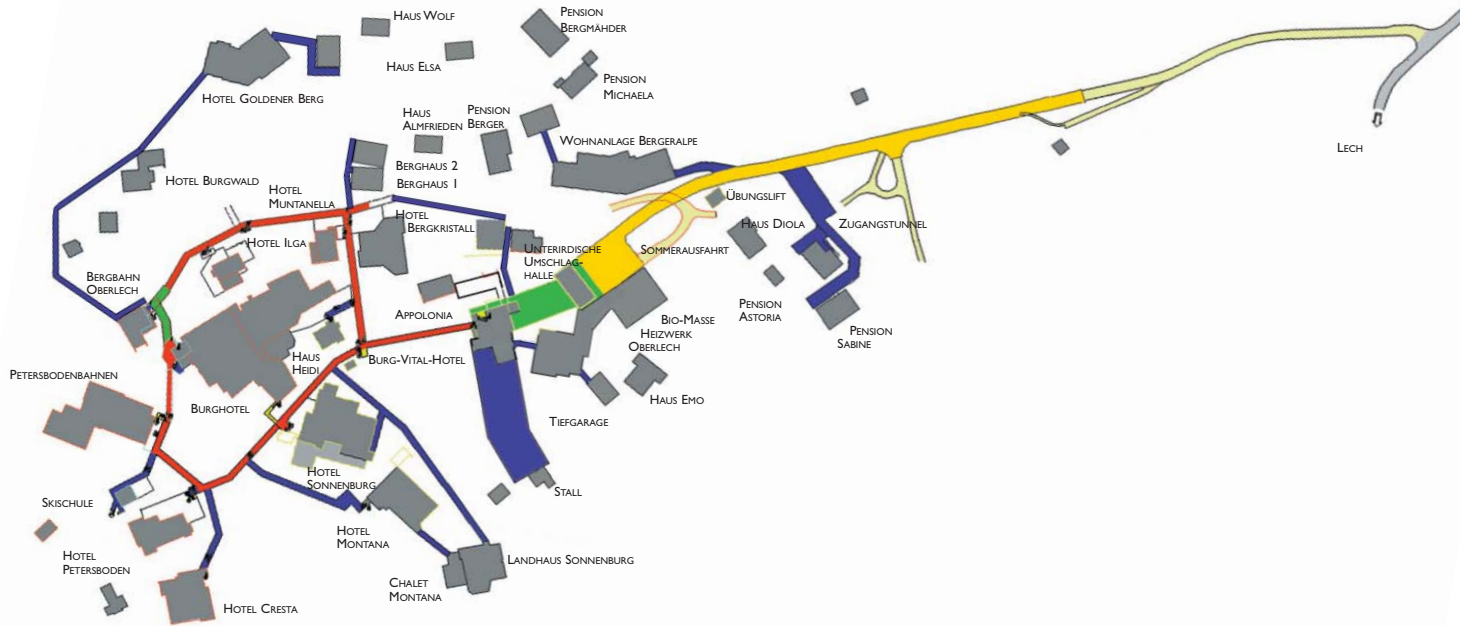 Haus Wolf
Pension
Bergmähder
Haus Elsa
Pension
Michaela
Hotel Goldener Berg
Haus
Almfrieden
Pension
Berger
Wohnanlage Bergeralpe
Lech
Berghaus 2
Berghaus 1
Hotel Burgwald
Hotel
Muntanella
Übungslift
Hotel
Bergkristall
Haus Diola
Zugangstunnel
Hotel Ilga
Unterirdische
Umschlag-
halle
Sommerausfahrt
Bergbahn
Oberlech
Appolonia
Pension
Astoria
Bio-Masse
Heizwerk
Oberlech
Pension
Sabine
Haus
Heidi
Burg-Vital-Hotel
Petersbodenbahnen
Burghotel
Haus Emo
Tiefgarage
Hotel
Sonnenburg
Stall
Skischule
Hotel
Montana
Hotel
Petersboden
Landhaus Sonnenburg
Chalet
Montana
Hotel Cresta